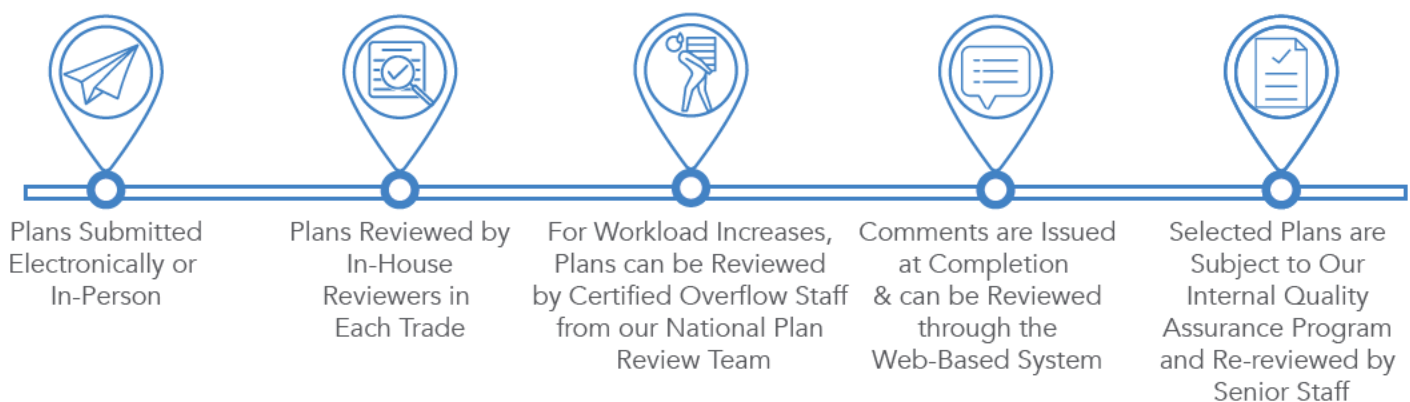 Plans Submitted
Electronically or
In-Person
Plans Reviewed by
In-House
Reviewers in
Each Trade
For Workload Increases,
Plans can be Reviewed
by Certified Overflow Staff
from our National Plan
Review Team
Comments are Issued
at Completion
& can be Reviewed
through the
Web-Based System
Selected Plans are
Subject to Our
Internal Quality
Assurance Program
and Re-reviewed by
Senior Staff